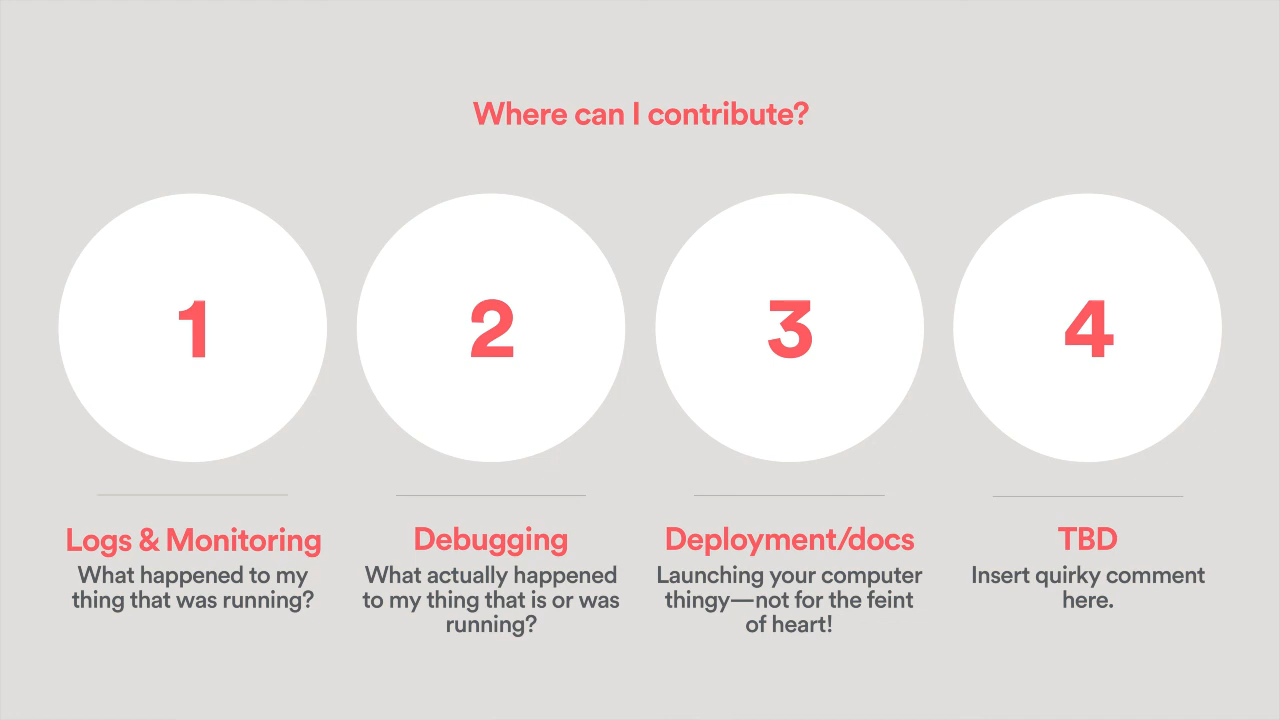 Where can I contribute?
1
2
3
4
Logs & Monitoring
What happened to my
thing that was running?
Debugging
What actually happened
to my thing that is or was
running?
Deployment/docs
Launching your computer
thingy—not for the feint
of heart!
TBD
Insert quirky comment
here.